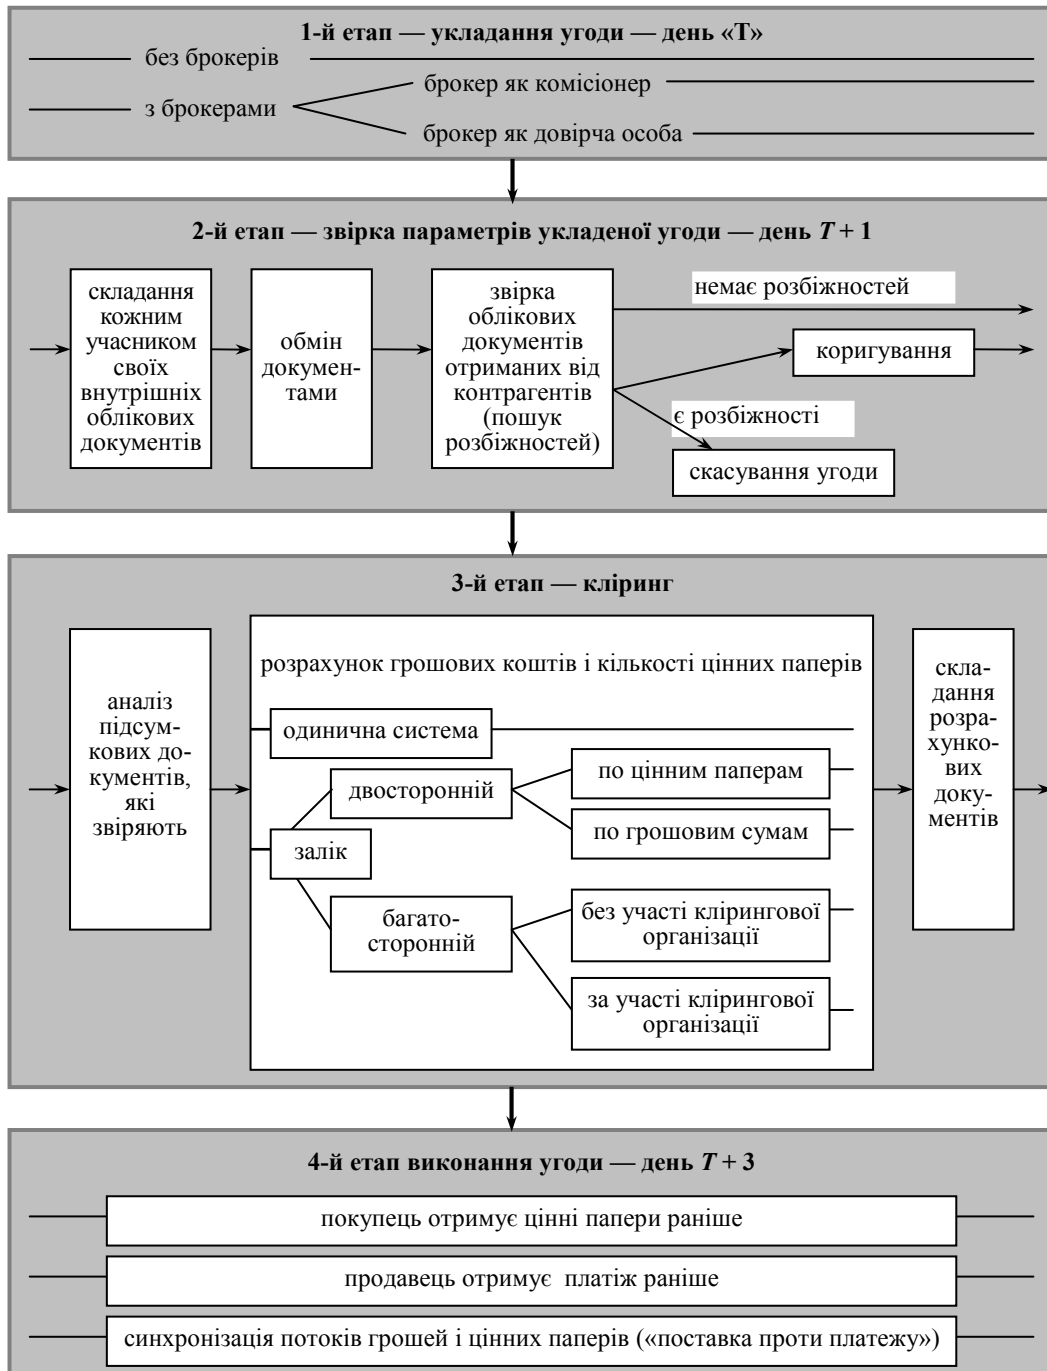 1-й етап — укладання угоди — день «Т»
без брокерів
брокер як комісіонер
з брокерами
брокер як довірча особа
2-й етап — звірка параметрів укладеної угоди — день T + 1
складання
кожним
учасником
своїх
внутрішніх
облікових
документів
обмін
докумен-
тами
звірка
облікових
документів
отриманих від
контрагентів
(пошук
розбіжностей)
немає розбіжностей
коригування
є розбіжності
скасування угоди
3-й етап — кліринг
аналіз
підсум-
кових до-
кументів,
які
звіряють
розрахунок грошових коштів і кількості цінних паперів
одинична система
двосторонній
по цінним паперам
по грошовим сумам
залік
багато-
сторонній
без участі клірингової
організації
за участі клірингової
організації
скла-
дання
розра-
хунко-
вих
доку-
ментів
4-й етап виконання угоди — день T + 3
покупець отримує цінні папери раніше
продавець отримує платіж раніше
синхронізація потоків грошей і цінних паперів («поставка проти платежу»)